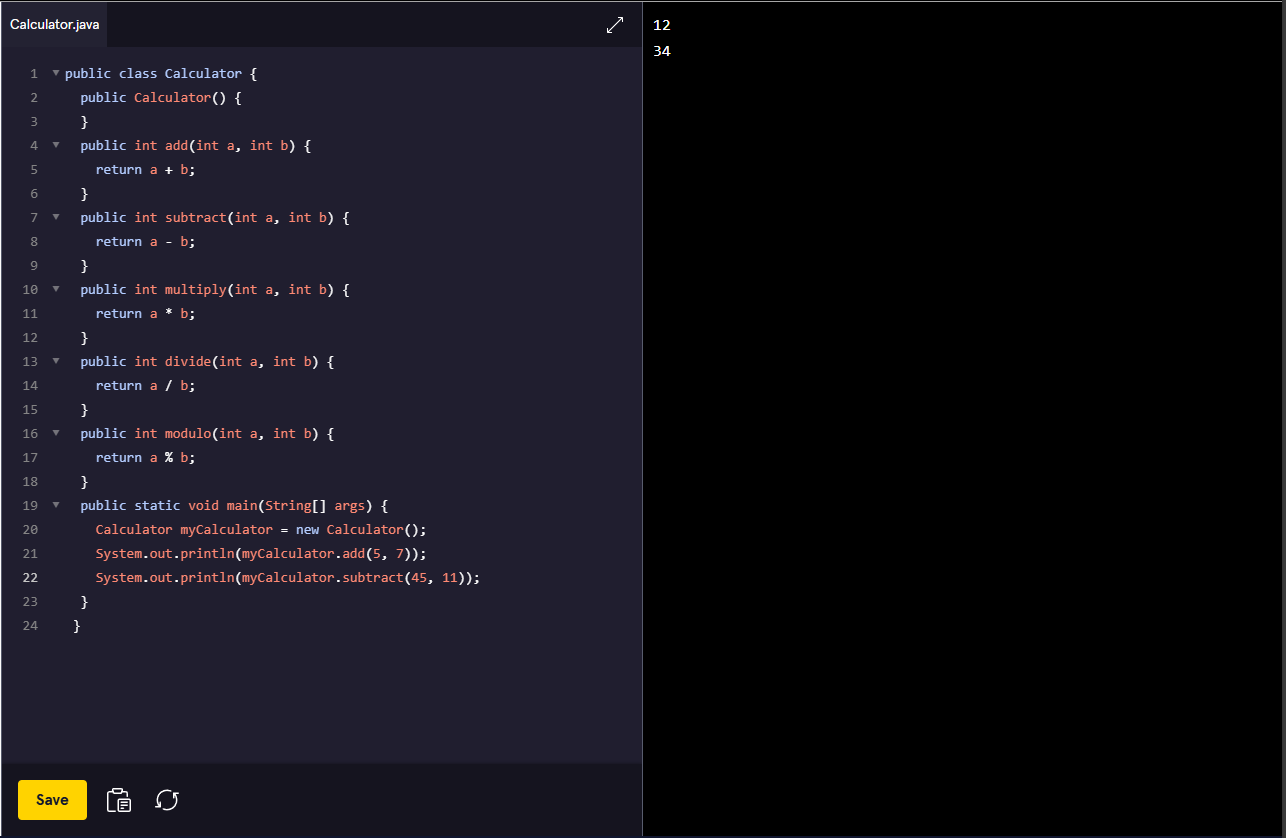 Calculator.java
1 public class Calculator {
2 public Calculator() {
3 }
4 public int add(int a, int b) {
5 return a + b;
6 }
7 public int subtract(int a, int b) {
8 return a - b;
9 }
10 public int multiply(int a, int b) {
11 return a * b;
12 }
13 public int divide(int a, int b) {
14 return a / b;
15 }
16 public int modulo(int a, int b) {
17 return a % b;
18 }
19 public static void main(String[] args) {
20 Calculator myCalculator = new Calculator();
21 System.out.println(myCalculator.add(5, 7));
22 System.out.println(myCalculator.subtract(45, 11));
23 }
24 }
Save
12
34